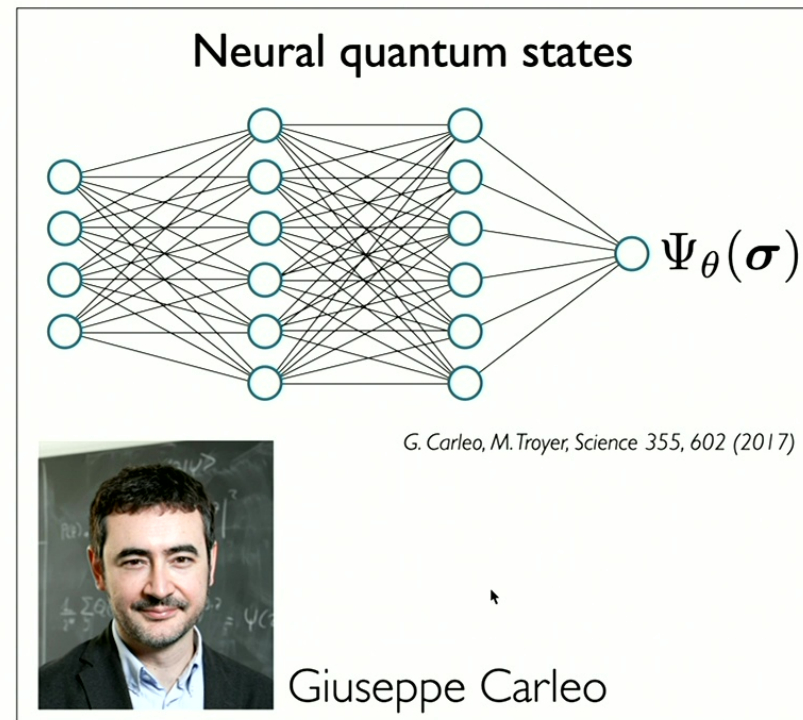 Neural quantum states
Ψθ(σ)
G. Carleo, M. Troyer, Science 355, 602 (2017)
Giuseppe Carleo